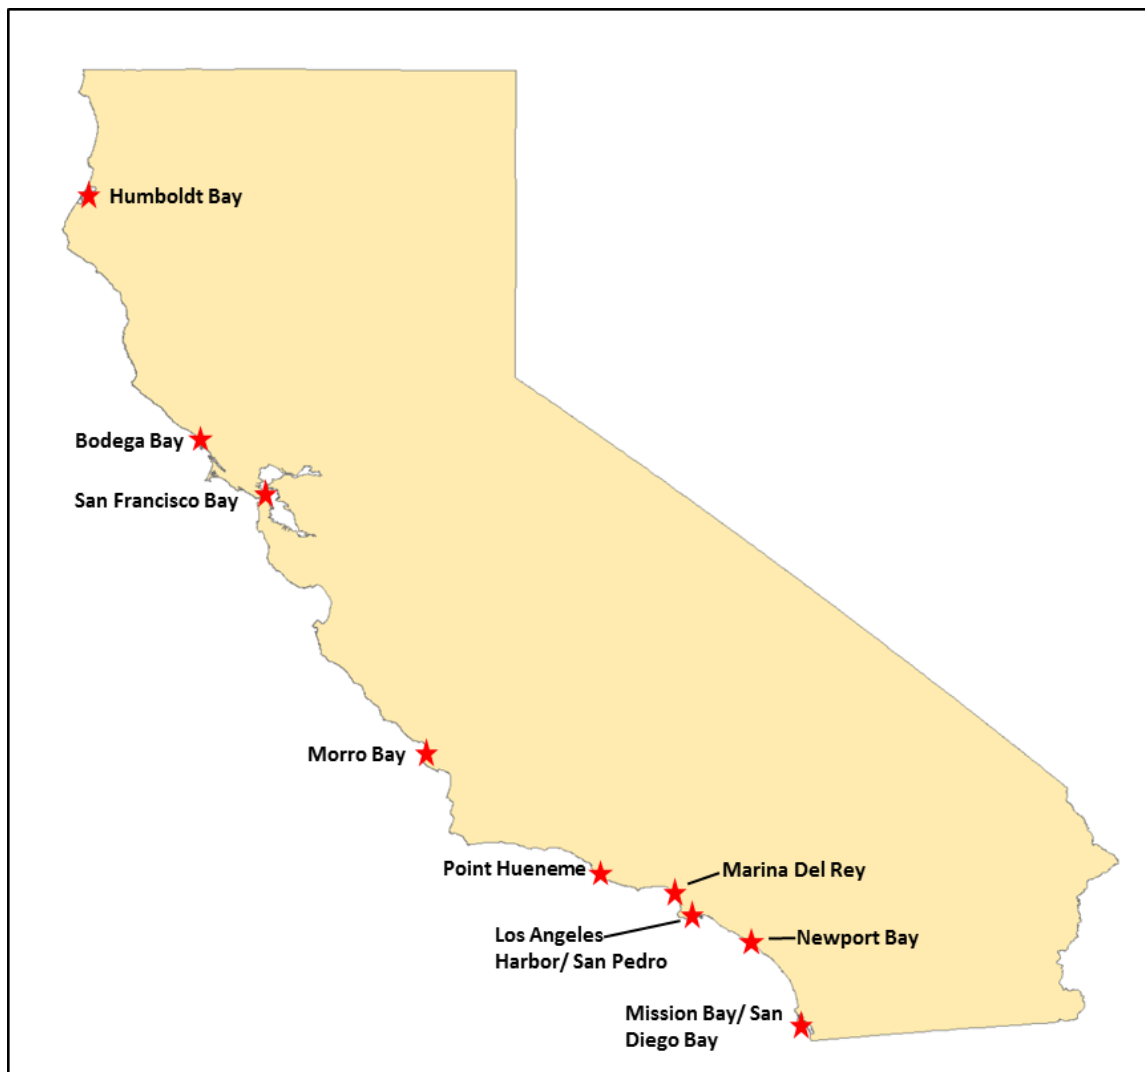 Humboldt Bay
Bodega Bay
San Francisco Bay
Morro Bay
Point Hueneme
Marina Del Rey
Los Angeles
Harbor/ San Pedro
Newport Bay
Mission Bay/ San
Diego Bay